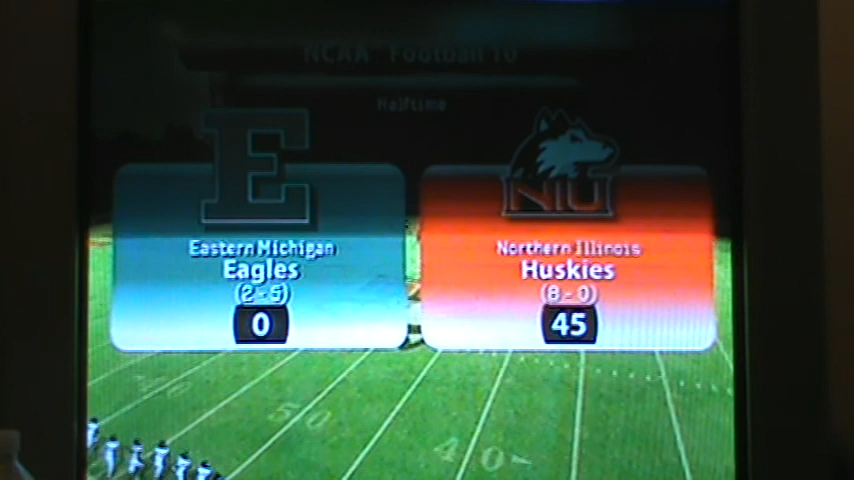 NCAA Football 10
Halftime
E
NIU
Eastern Michigan
Eagles
(2 - 5)
0
Northern Illinois
Huskies
(8 - 0)
45
50
40